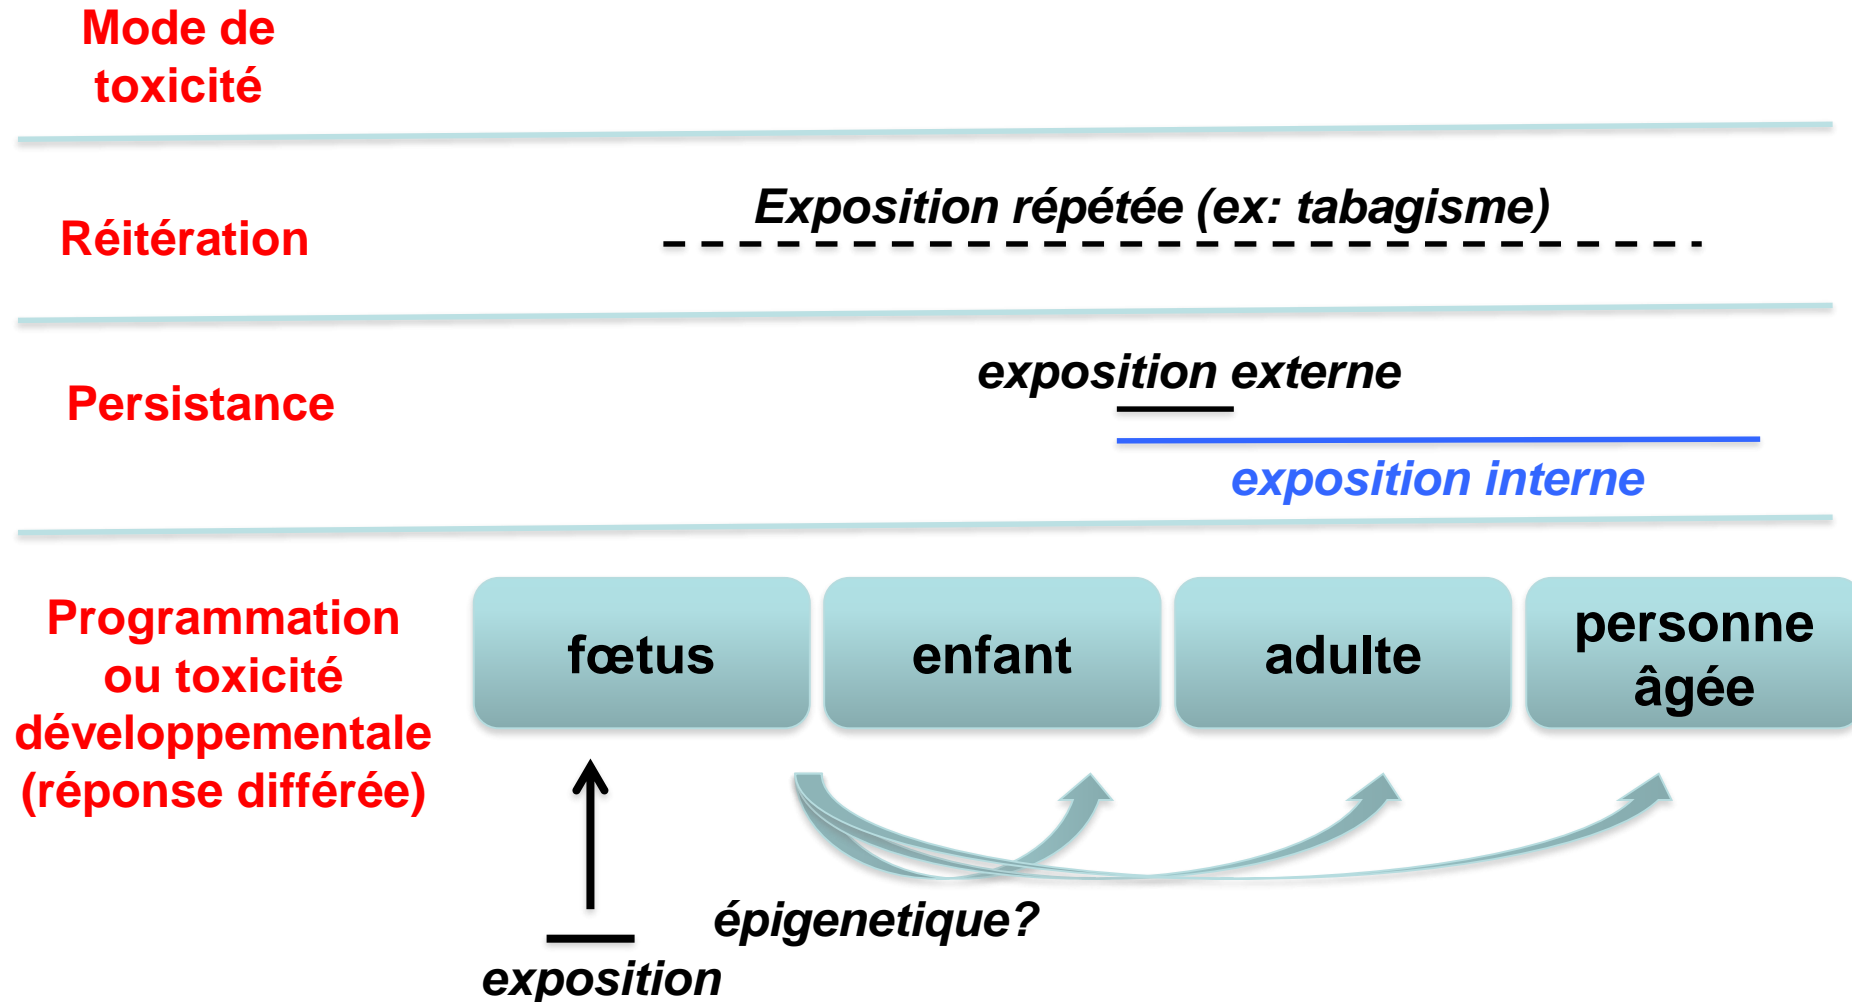 Mode de
toxicité
Exposition répétée (ex: tabagisme)
Réitération
exposition externe
Persistance
exposition interne
Programmation
ou toxicité
développementale
(réponse différée)
fœtus
enfant
adulte
personne
âgée
épigenetique?
exposition